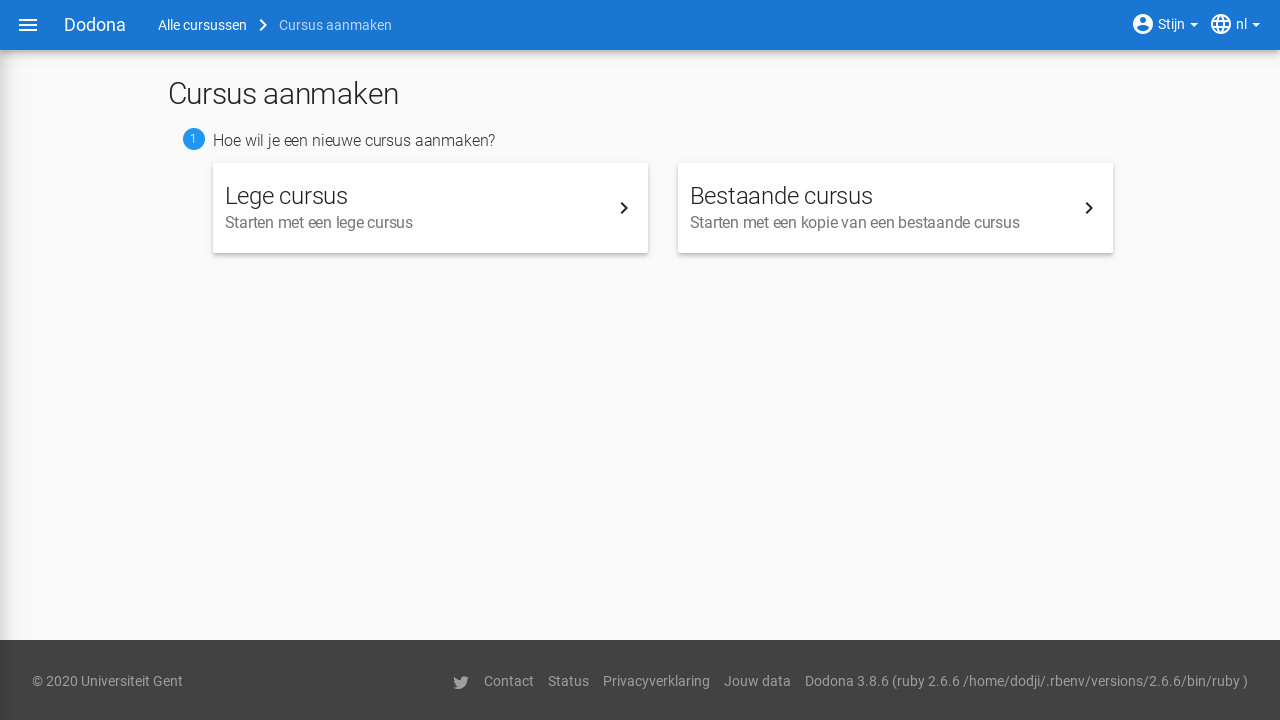 Dodona Alle cursussen Cursus aanmaken Stijn nl
Cursus aanmaken
1 Hoe wil je een nieuwe cursus aanmaken?
Lege cursus
Starten met een lege cursus
Bestaande cursus
Starten met een kopie van een bestaande cursus
© 2020 Universiteit Gent Contact Status Privacyverklaring Jouw data Dodona 3.8.6 (ruby 2.6.6 /home/dodji/.rbenv/versions/2.6.6/bin/ruby )